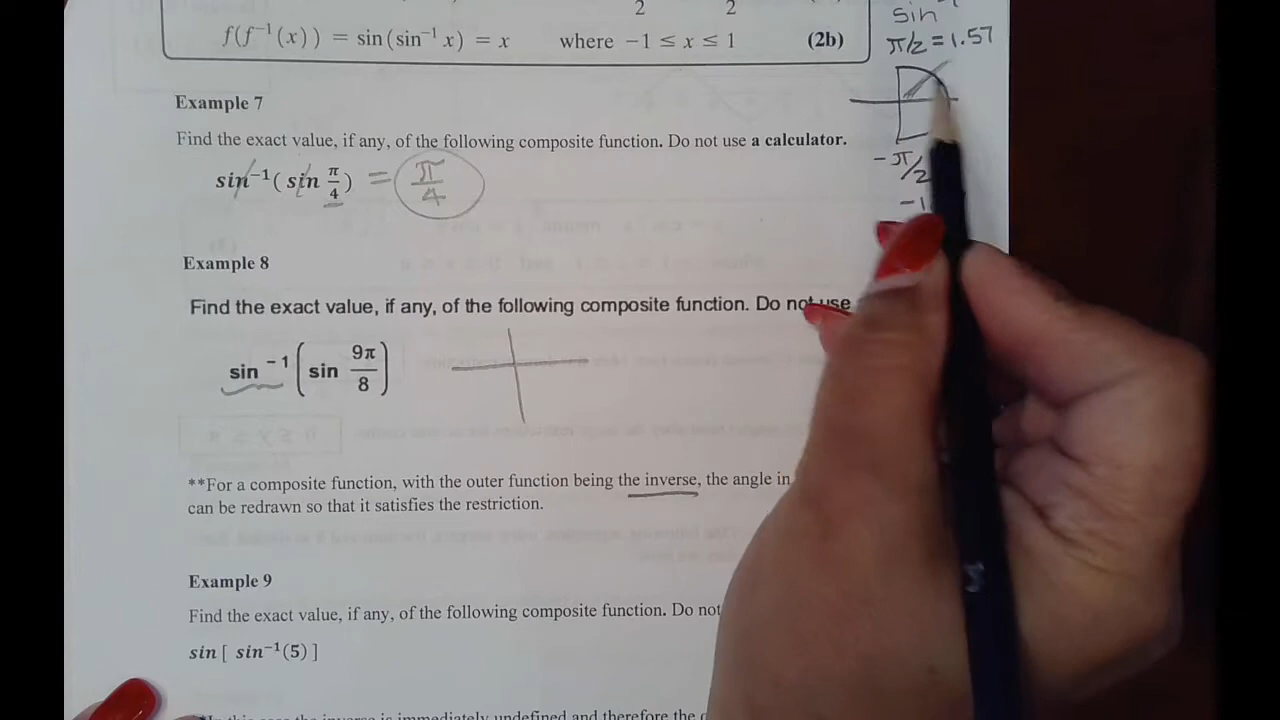 2 2
sin
f(f⁻¹(x)) = sin(sin⁻¹ x) = x where −1 ≤ x ≤ 1 (2b)
π/2 = 1.57
Example 7
Find the exact value, if any, of the following composite function. Do not use a calculator.
sin⁻¹(sin π/4) = π/4
-π/2
Example 8
Find the exact value, if any, of the following composite function. Do not use
sin⁻¹(sin 9π/8)
**For a composite function, with the outer function being the inverse, the angle in
can be redrawn so that it satisfies the restriction.
Example 9
Find the exact value, if any, of the following composite function. Do not
sin [ sin⁻¹(5) ]